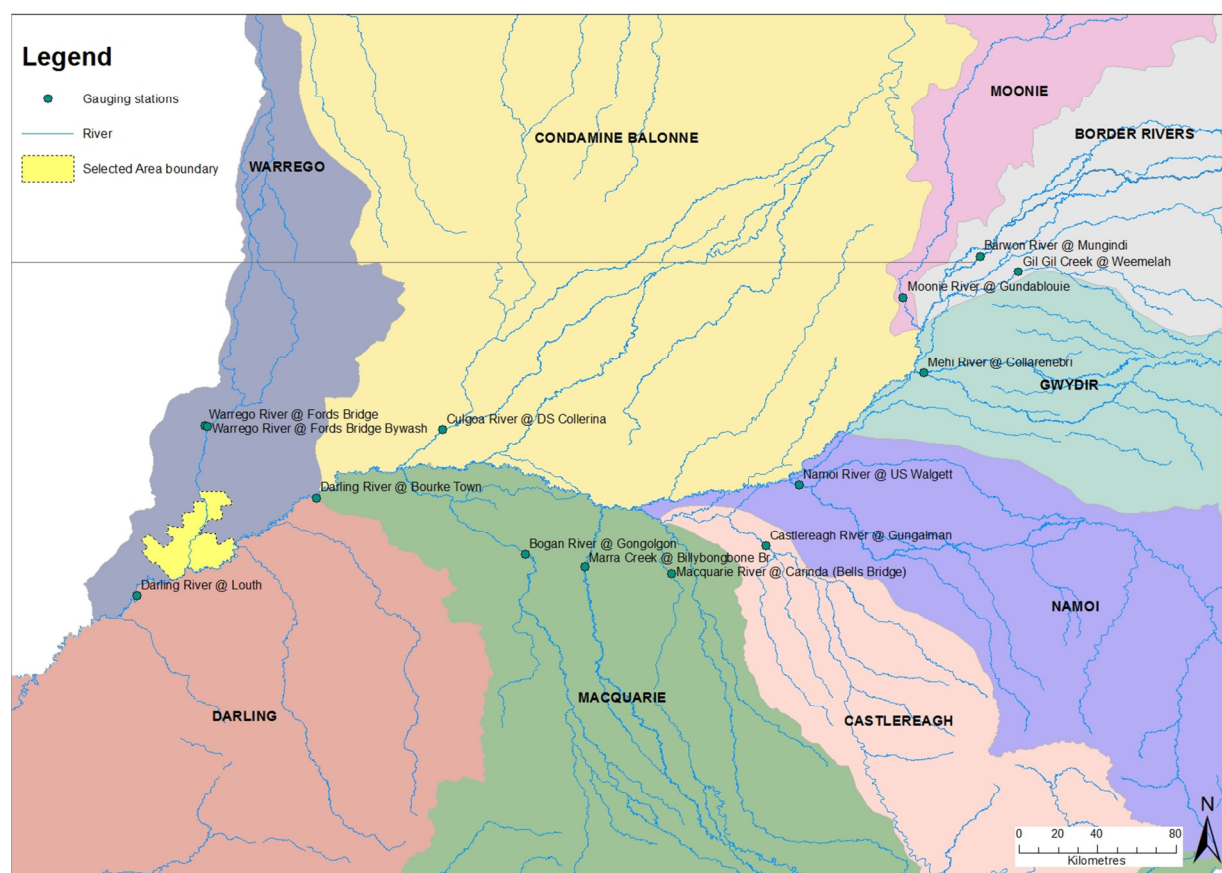 Legend
Gauging stations
River
Selected Area boundary
MOONIE
BORDER RIVERS
CONDAMINE BALONNE
WARREGO
Barwon River @ Mungindi
Gil Gil Creek @ Weemelah
Moonie River @ Gundablouie
Mehi River @ Collarenebri
GWYDIR
Warrego River @ Fords Bridge
Warrego River @ Fords Bridge Bywash
Culgoa River @ DS Collerina
Namoi River @ US Walgett
Darling River @ Bourke Town
Castlereagh River @ Gungalman
Bogan River @ Gongolgon
Marra Creek @ Billybongbone Br
Macquarie River @ Carinda (Bells Bridge)
Darling River @ Louth
NAMOI
MACQUARIE
DARLING
CASTLEREAGH
N
0 20 40 80
Kilometres